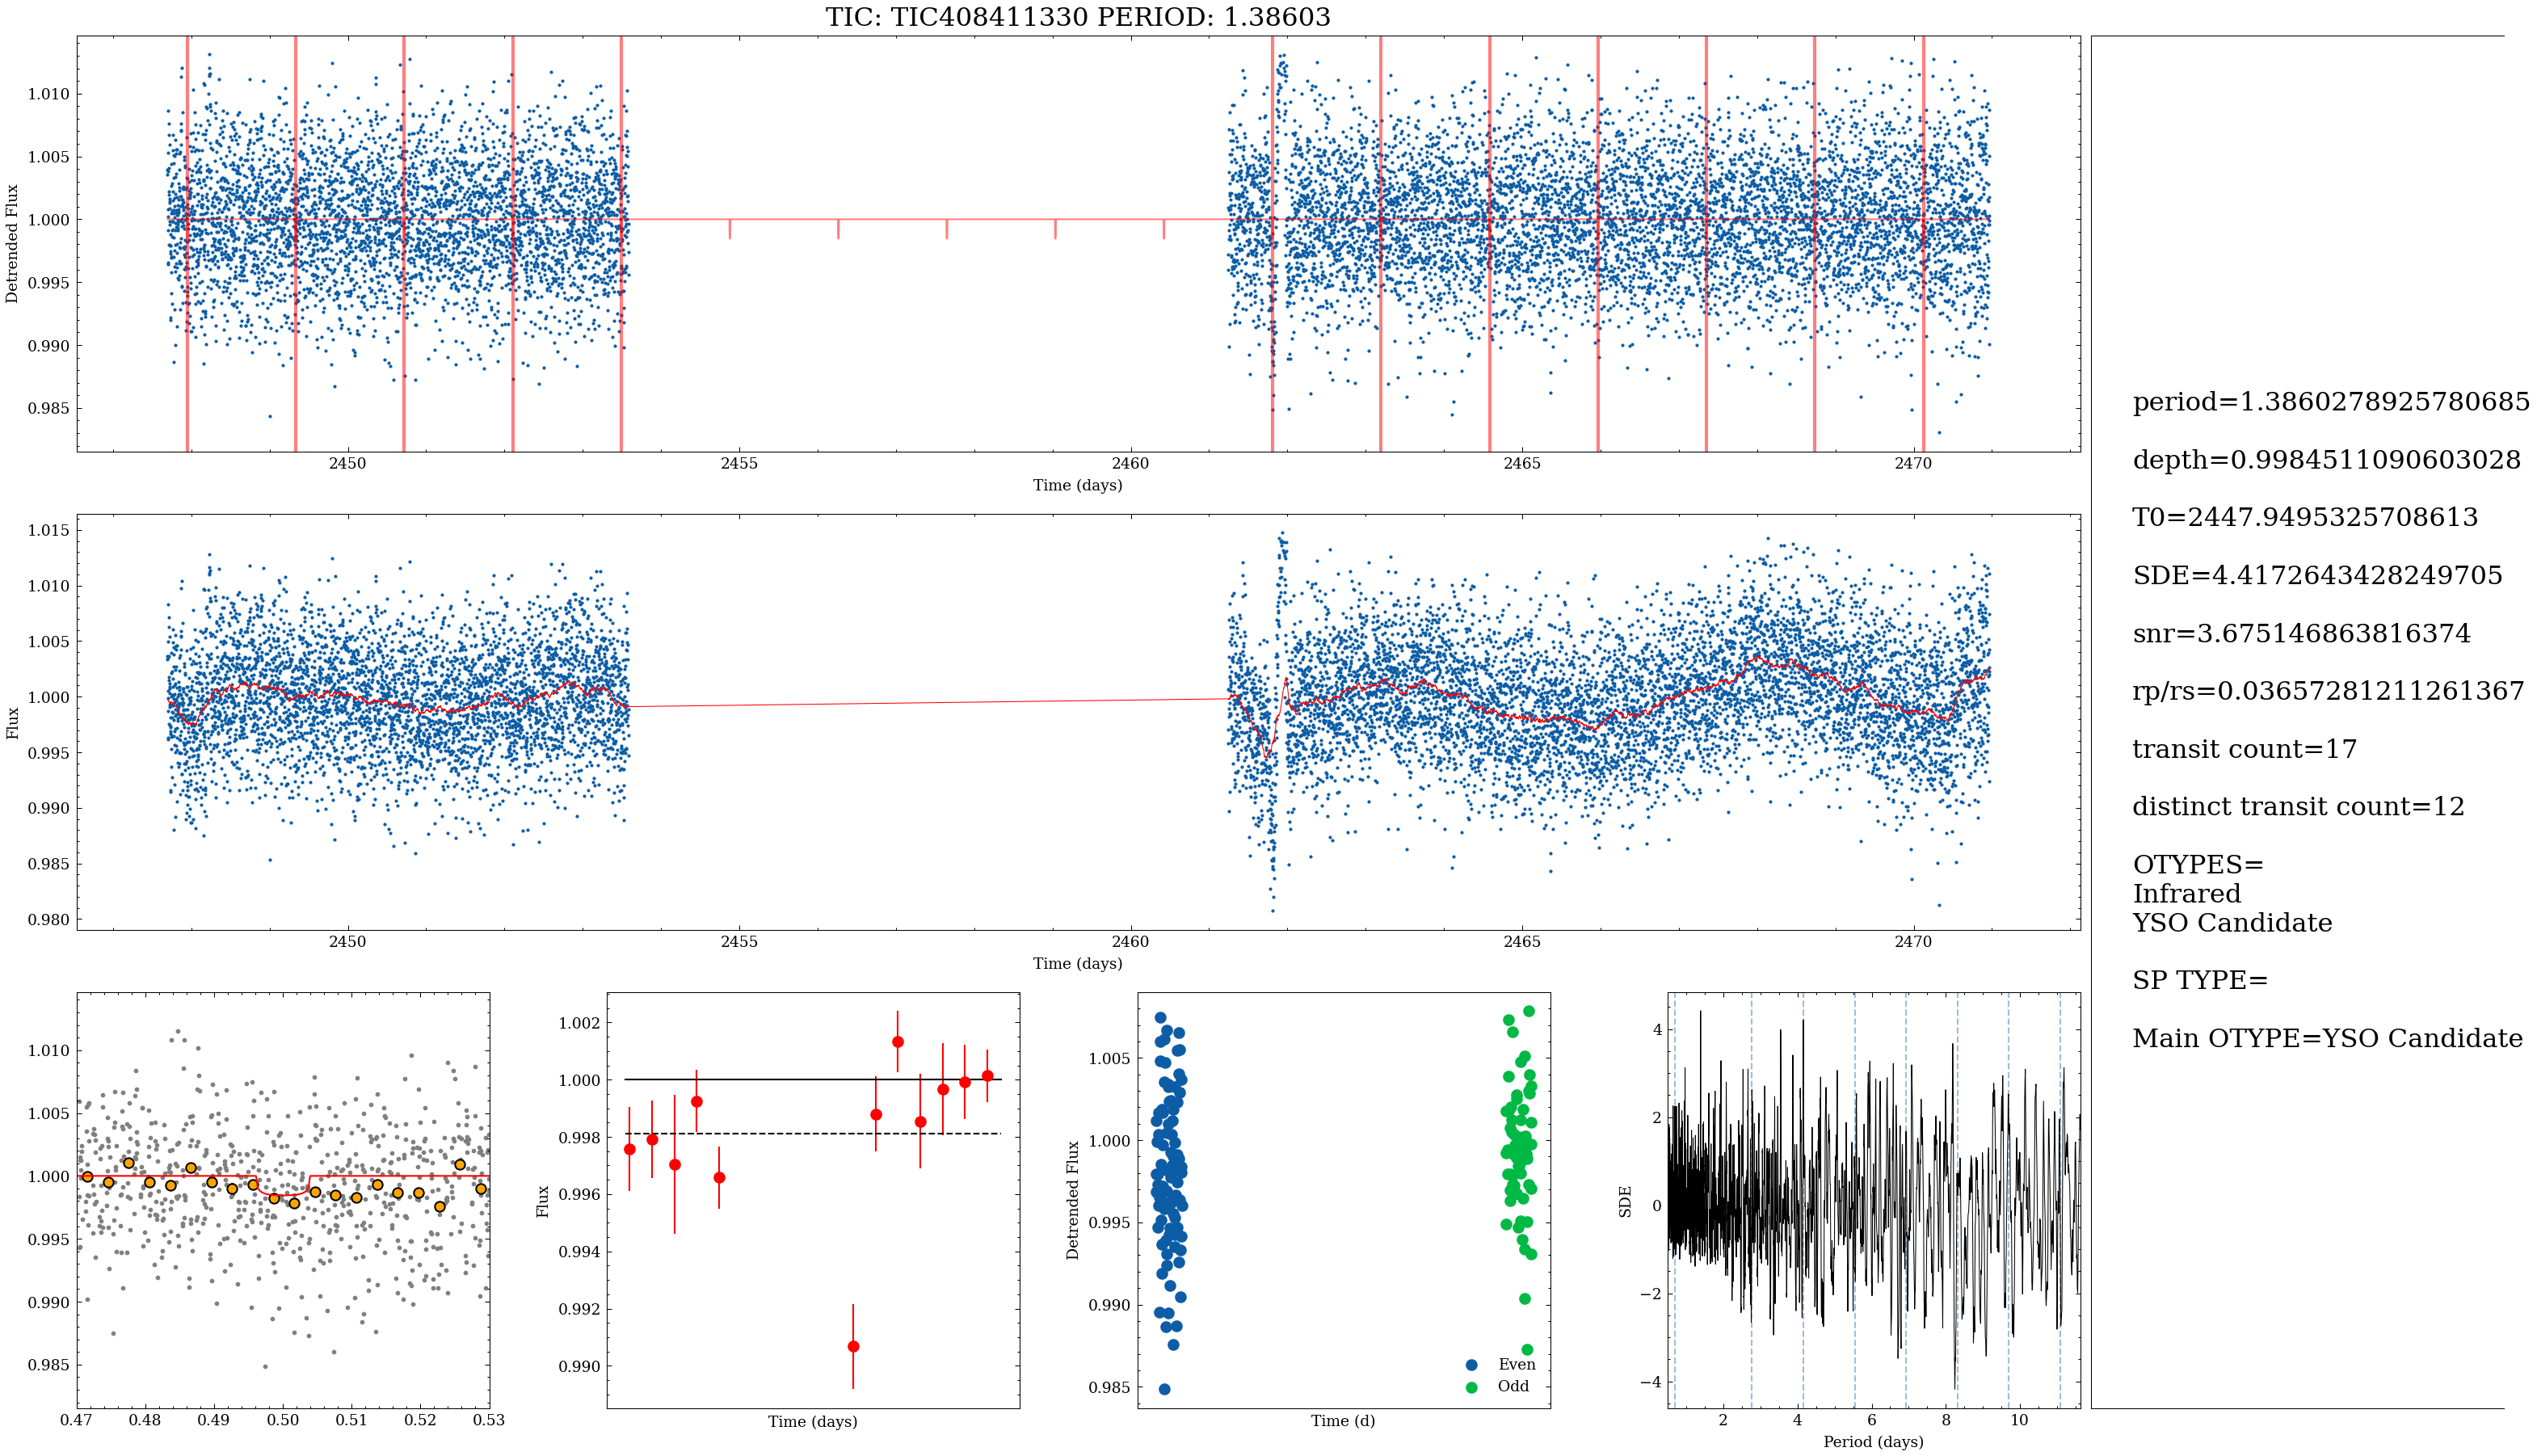 TIC: TIC408411330 PERIOD: 1.38603
1.010
1.005
1.000
0.995
0.990
0.985
Detrended Flux
2450
2455
2460
2465
2470
Time (days)
1.015
1.010
1.005
1.000
0.995
0.990
0.985
0.980
Flux
2450
2455
2460
2465
2470
Time (days)
period=1.3860278925780685
depth=0.9984511090603028
T0=2447.9495325708613
SDE=4.4172643428249705
snr=3.675146863816374
rp/rs=0.03657281211261367
transit count=17
distinct transit count=12
OTYPES=
Infrared
YSO Candidate
SP TYPE=
Main OTYPE=YSO Candidate
1.010
1.005
1.000
0.995
0.990
0.985
0.47
0.48
0.49
0.50
0.51
0.52
0.53
1.002
1.000
0.998
0.996
0.994
0.992
0.990
Flux
Time (days)
1.005
1.000
0.995
0.990
0.985
Detrended Flux
Even
Odd
Time (d)
4
2
0
−2
−4
SDE
2
4
6
8
10
Period (days)